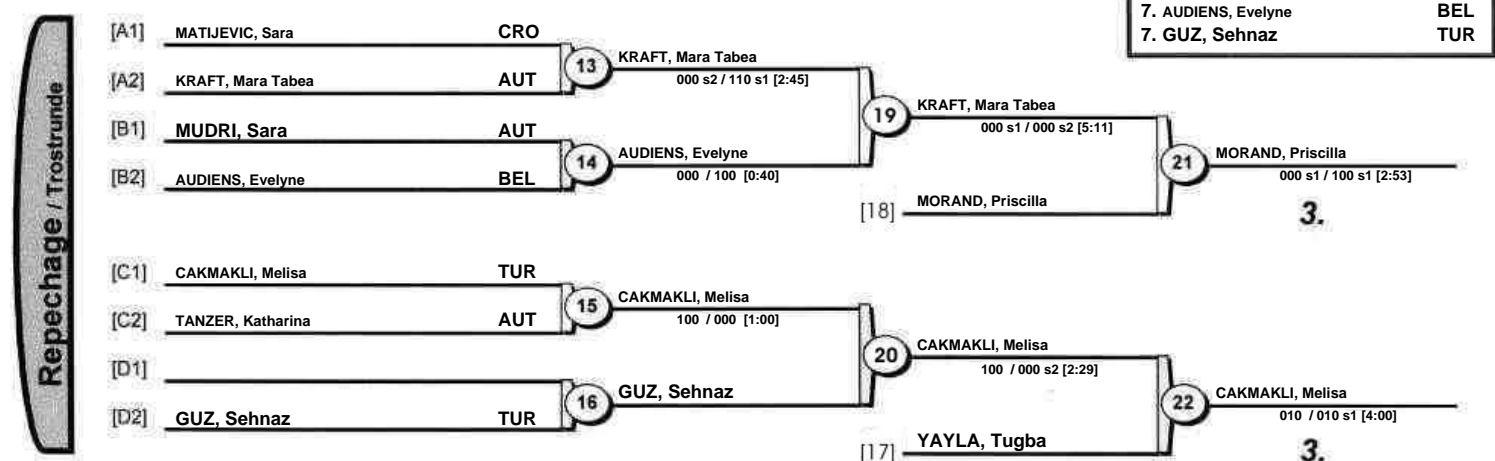 7. AUDIENS, Evelyne BEL
7. GUZ, Sehnaz TUR
Repechage / Trostrunde
[A1] MATIJEVIC, Sara CRO
13 KRAFT, Mara Tabea
000 s2 / 110 s1 [2:45]
[A2] KRAFT, Mara Tabea AUT
19 KRAFT, Mara Tabea
000 s1 / 000 s2 [5:11]
[B1] MUDRI, Sara AUT
14 AUDIENS, Evelyne
000 / 100 [0:40]
[B2] AUDIENS, Evelyne BEL
21 MORAND, Priscilla
000 s1 / 100 s1 [2:53]
[18] MORAND, Priscilla
3.
[C1] CAKMAKLI, Melisa TUR
15 CAKMAKLI, Melisa
100 / 000 [1:00]
[C2] TANZER, Katharina AUT
20 CAKMAKLI, Melisa
100 / 000 s2 [2:29]
[D1]
16 GUZ, Sehnaz
[D2] GUZ, Sehnaz TUR
22 CAKMAKLI, Melisa
010 / 010 s1 [4:00]
[17] YAYLA, Tugba
3.